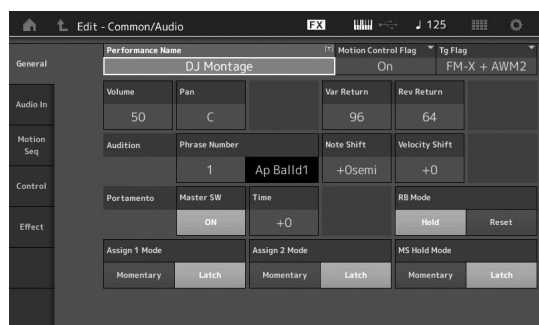 Edit - Common/Audio
FX
125
General
Performance Name
Motion Control Flag
Tg Flag
DJ Montage
On
FM-X + AWM2
Audio In
Volume
Pan
Var Return
Rev Return
50
C
96
64
Motion
Seq
Audition
Phrase Number
Note Shift
Velocity Shift
1
Ap Balld1
+0semi
+0
Control
Portamento
Master SW
Time
RB Mode
Effect
ON
+0
Hold
Reset
Assign 1 Mode
Assign 2 Mode
MS Hold Mode
Momentary
Latch
Momentary
Latch
Momentary
Latch